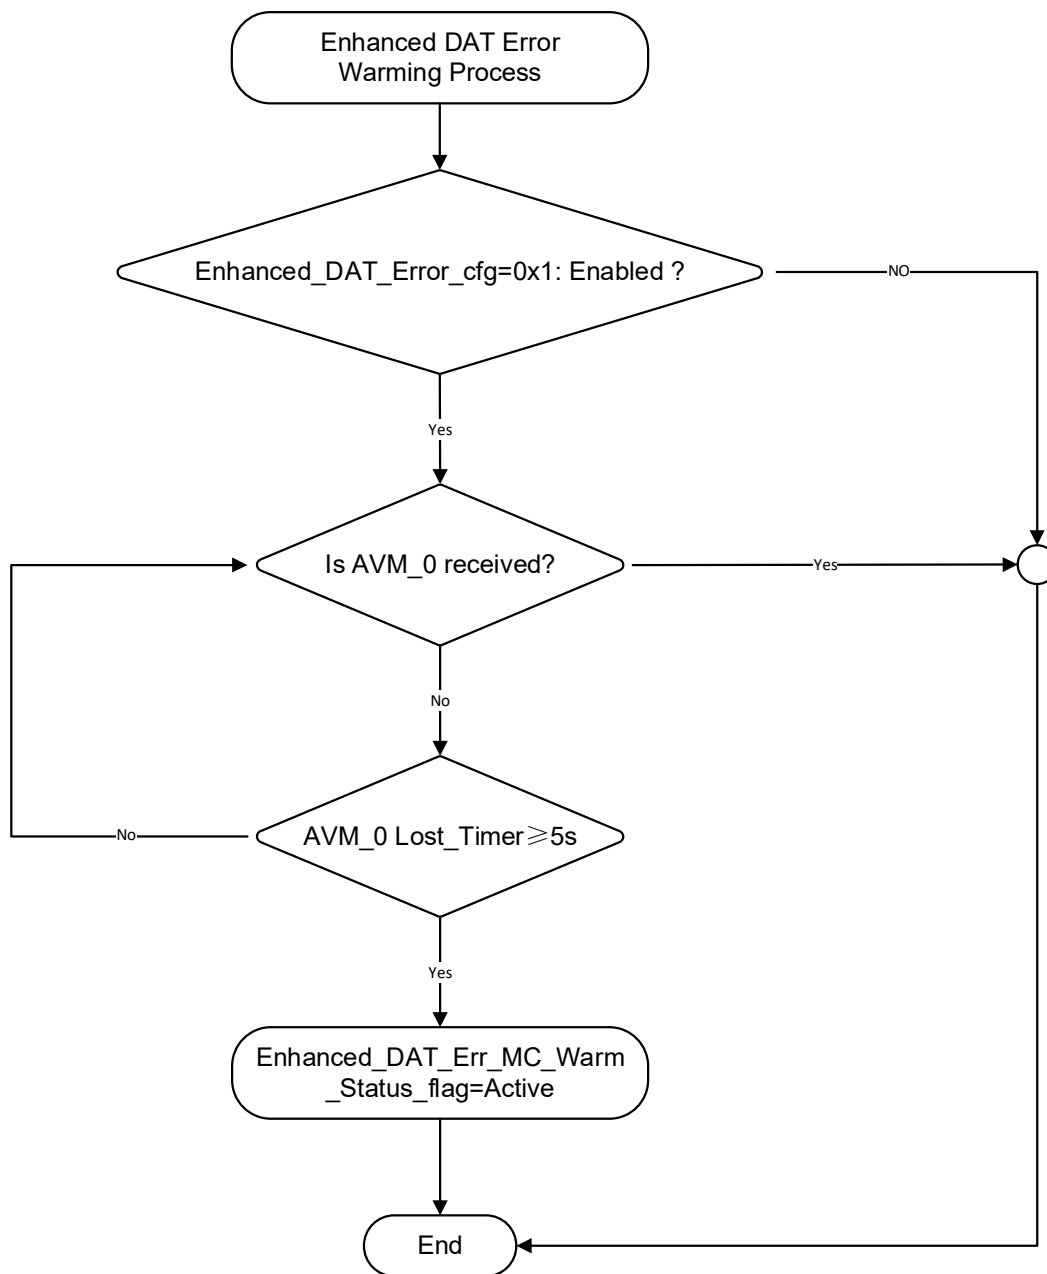 Enhanced DAT Error
Warming Process
Enhanced_DAT_Error_cfg=0x1: Enabled ?
NO
Yes
Is AVM_0 received?
Yes
No
AVM_0 Lost_Timer≥5s
No
Yes
Enhanced_DAT_Err_MC_Warm
_Status_flag=Active
End